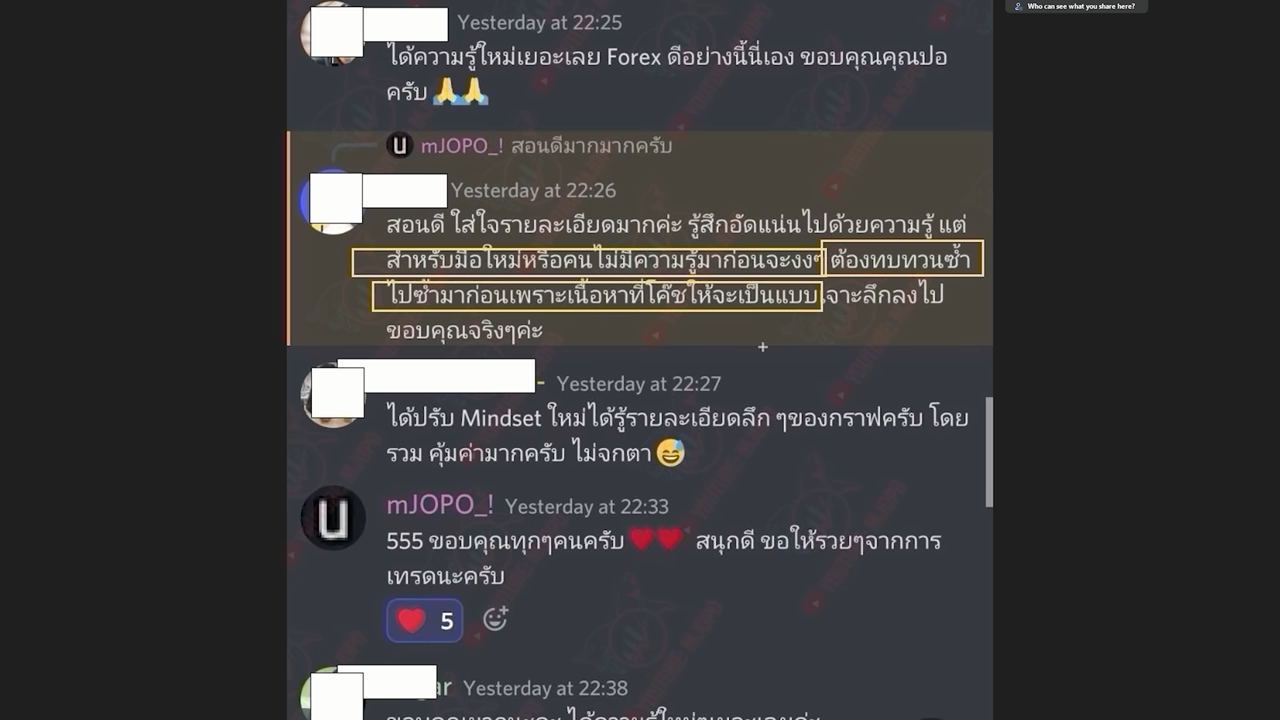 Who can see what you share here?
Yesterday at 22:25
ได้ความรู้ใหม่เยอะเลย Forex ดีอย่างนี้นี่เอง ขอบคุณคุณปอ
ครับ 🙏🙏
U mJOPO_! สอนดีมากมากครับ
Yesterday at 22:26
สอนดี ใส่ใจรายละเอียดมากค่ะ รู้สึกอัดแน่นไปด้วยความรู้ แต่
สำหรับมือใหม่หรือคนไม่มีความรู้มาก่อนจะงงๆ ต้องทบทวนซ้ำ
ไปซ้ำมาก่อนเพราะเนื้อหาที่โค๊ชให้จะเป็นแบบเจาะลึกลงไป
ขอบคุณจริงๆค่ะ
- Yesterday at 22:27
ได้ปรับ Mindset ใหม่ได้รู้รายละเอียดลึก ๆของกราฟครับ โดย
รวม คุ้มค่ามากครับ ไม่จกตา 😅
U mJOPO_! Yesterday at 22:33
555 ขอบคุณทุกๆคนครับ ❤️❤️ สนุกดี ขอให้รวยๆจากการ
เทรดนะครับ
❤️ 5
ar Yesterday at 22:38